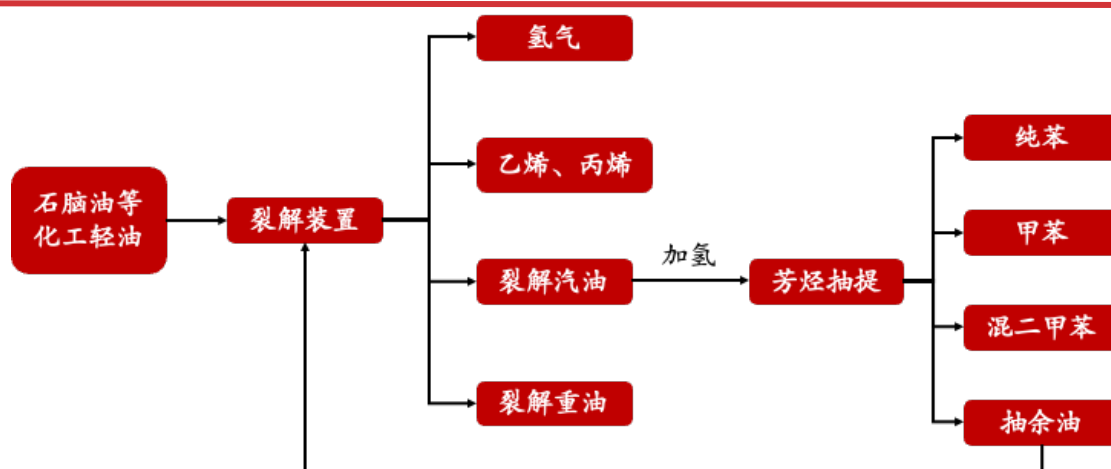 石脑油等
化工轻油
裂解装置
氢气
乙烯、丙烯
裂解汽油
裂解重油
加氢
芳烃抽提
纯苯
甲苯
混二甲苯
抽余油